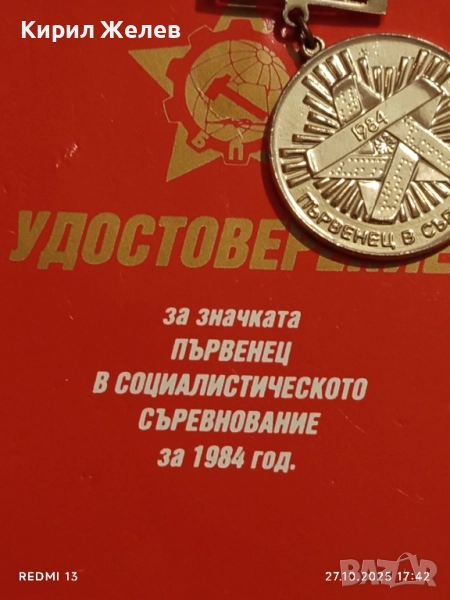 Кирил Желев
1984
ПЪРВЕНЕЦ В СЪ
Б П
УДОСТОВЕРЕНИЕ
за значката
ПЪРВЕНЕЦ
В СОЦИАЛИСТИЧЕСКОТО
СЪРЕВНОВАНИЕ
за 1984 год.
REDMI 13
27.10.2025 17:42
BAZAR